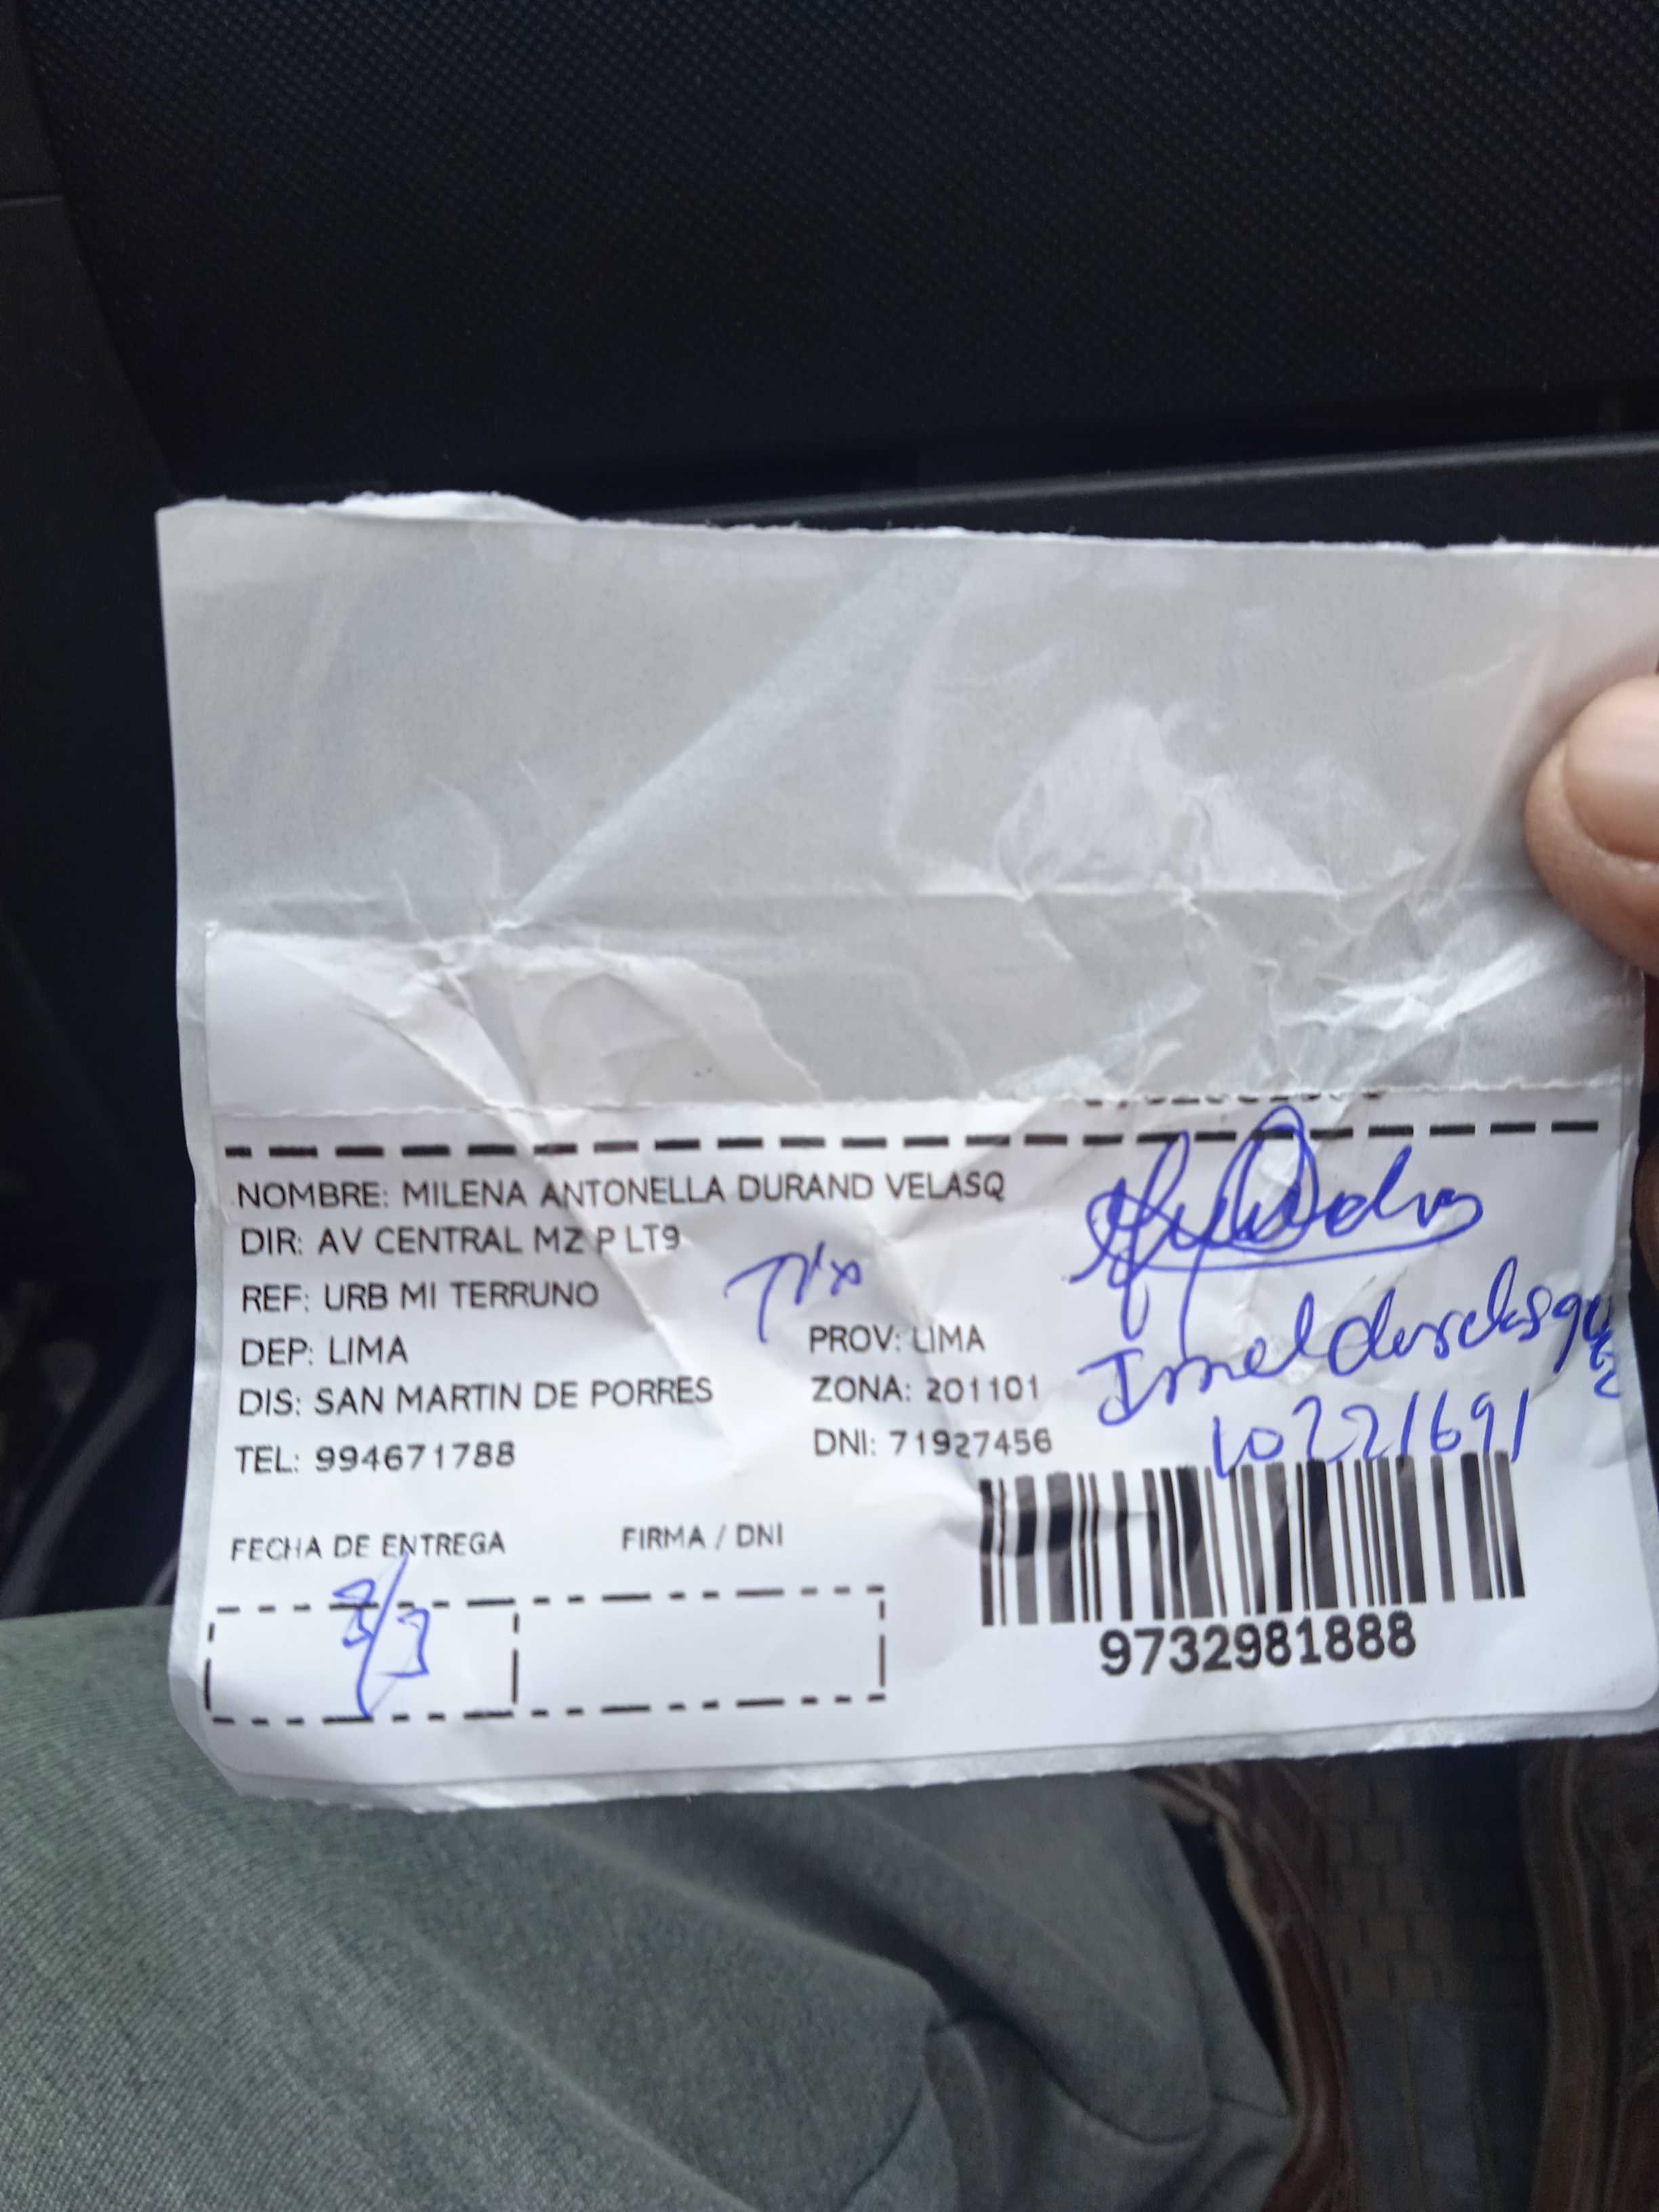 NOMBRE: MILENA ANTONELLA DURAND VELASQ
DIR: AV CENTRAL MZ P LT9
REF: URB MI TERRUNO
DEP: LIMA PROV: LIMA
DIS: SAN MARTIN DE PORRES ZONA: 201101
TEL: 994671788 DNI: 71927456
10221691
FECHA DE ENTREGA FIRMA / DNI
9732981888